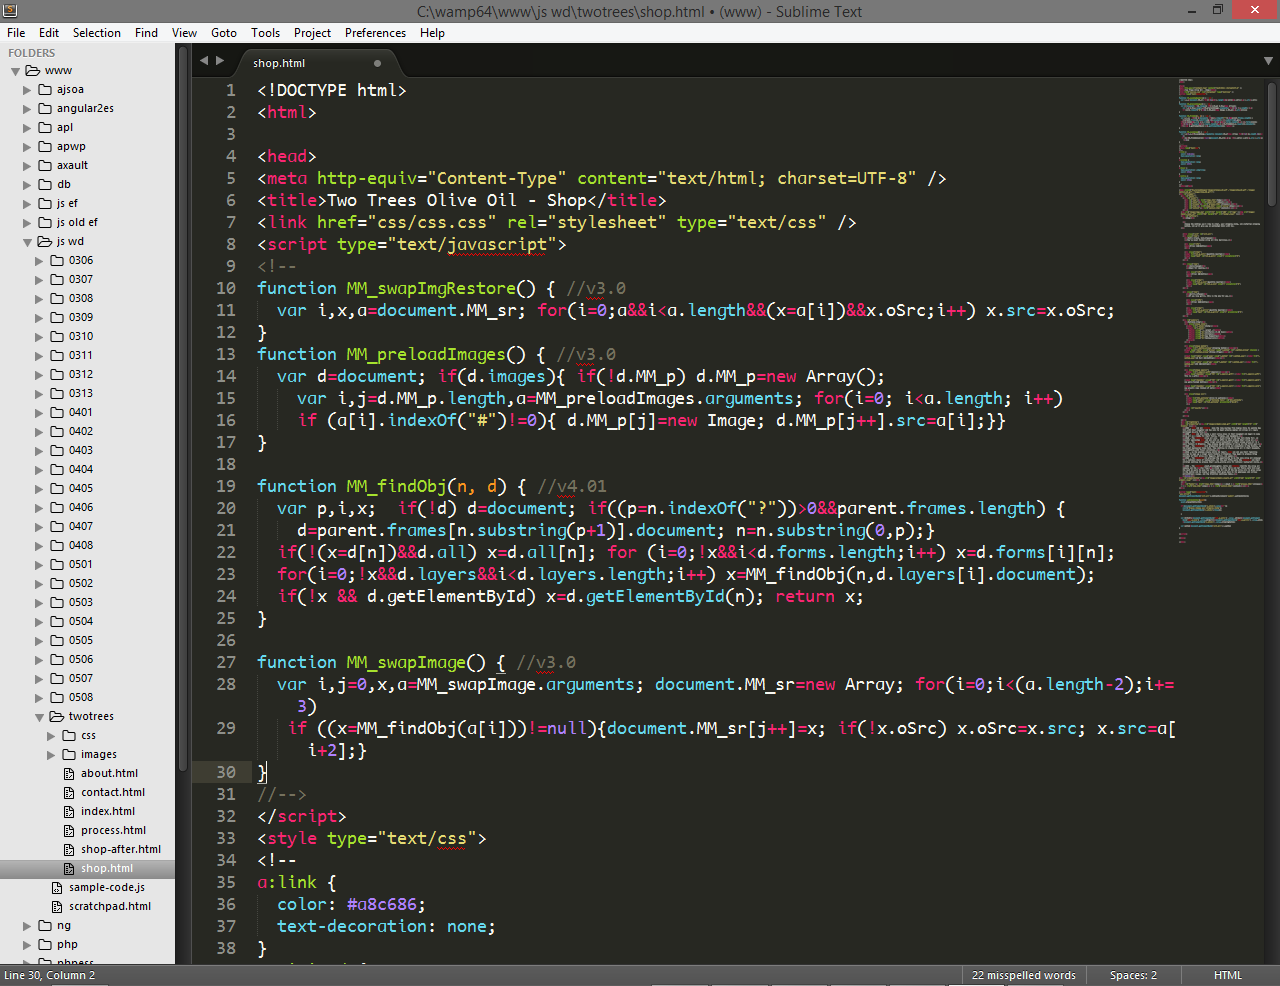 C:\wamp64\www\js wd\twotrees\shop.html • (www) - Sublime Text
File Edit Selection Find View Goto Tools Project Preferences Help
FOLDERS
www
ajsoa
angular2es
apl
apwp
axault
db
js ef
js old ef
js wd
0306
0307
0308
0309
0310
0311
0312
0313
0401
0402
0403
0404
0405
0406
0407
0408
0501
0502
0503
0504
0505
0506
0507
0508
twotrees
css
images
about.html
contact.html
index.html
process.html
shop-after.html
shop.html
sample-code.js
scratchpad.html
ng
php
phpess
shop.html
1 <!DOCTYPE html>
2 <html>
3
4 <head>
5 <meta http-equiv="Content-Type" content="text/html; charset=UTF-8" />
6 <title>Two Trees Olive Oil - Shop</title>
7 <link href="css/css.css" rel="stylesheet" type="text/css" />
8 <script type="text/javascript">
9 <!--
10 function MM_swapImgRestore() { //v3.0
11 var i,x,a=document.MM_sr; for(i=0;a&&i<a.length&&(x=a[i])&&x.oSrc;i++) x.src=x.oSrc;
12 }
13 function MM_preloadImages() { //v3.0
14 var d=document; if(d.images){ if(!d.MM_p) d.MM_p=new Array();
15 var i,j=d.MM_p.length,a=MM_preloadImages.arguments; for(i=0; i<a.length; i++)
16 if (a[i].indexOf("#")!=0){ d.MM_p[j]=new Image; d.MM_p[j++].src=a[i];}}
17 }
18
19 function MM_findObj(n, d) { //v4.01
20 var p,i,x;  if(!d) d=document; if((p=n.indexOf("?"))>0&&parent.frames.length) {
21 d=parent.frames[n.substring(p+1)].document; n=n.substring(0,p);}
22 if(!(x=d[n])&&d.all) x=d.all[n]; for (i=0;!x&&i<d.forms.length;i++) x=d.forms[i][n];
23 for(i=0;!x&&d.layers&&i<d.layers.length;i++) x=MM_findObj(n,d.layers[i].document);
24 if(!x && d.getElementById) x=d.getElementById(n); return x;
25 }
26
27 function MM_swapImage() { //v3.0
28 var i,j=0,x,a=MM_swapImage.arguments; document.MM_sr=new Array; for(i=0;i<(a.length-2);i+=
3)
29 if ((x=MM_findObj(a[i]))!=null){document.MM_sr[j++]=x; if(!x.oSrc) x.oSrc=x.src; x.src=a[
i+2];}
30 }
31 //-->
32 </script>
33 <style type="text/css">
34 <!--
35 a:link {
36 color: #a8c686;
37 text-decoration: none;
38 }
Line 30, Column 2
22 misspelled words
Spaces: 2
HTML